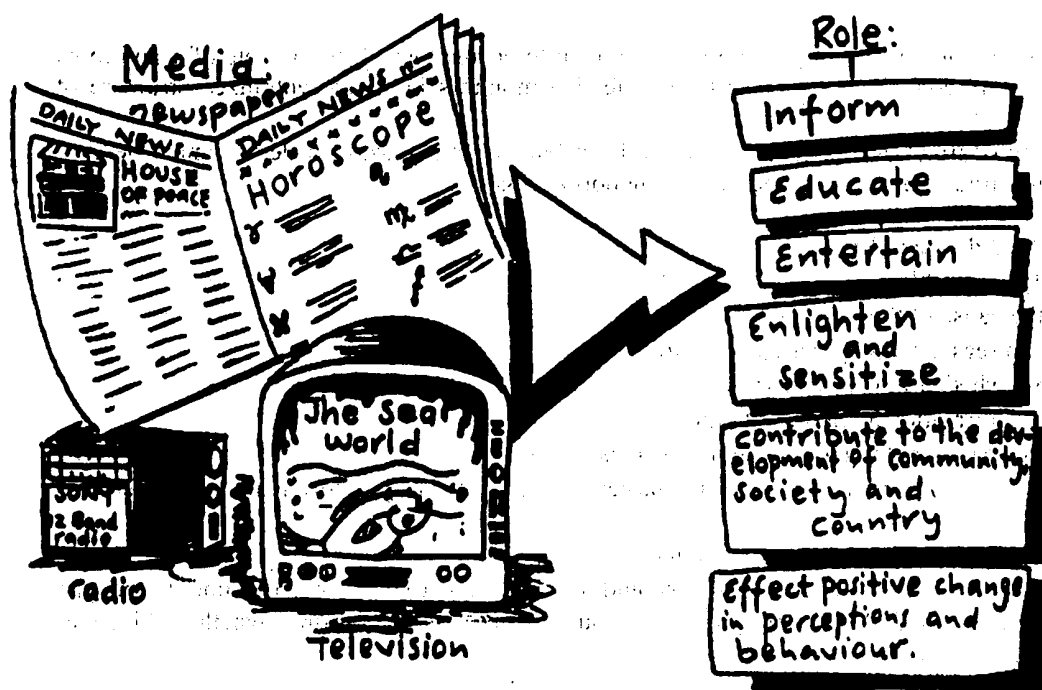 Media:
newspaper
DAILY NEWS
HOUSE
OF PEACE
DAILY NEWS
Horoscope
The Sea
world
SONY
12 Band
radio
radio
Television
Role:
Inform
Educate
Entertain
Enlighten
and
sensitize
contribute to the dev-
elopment of community,
society and
country
Effect positive change
in perceptions and
behaviour.